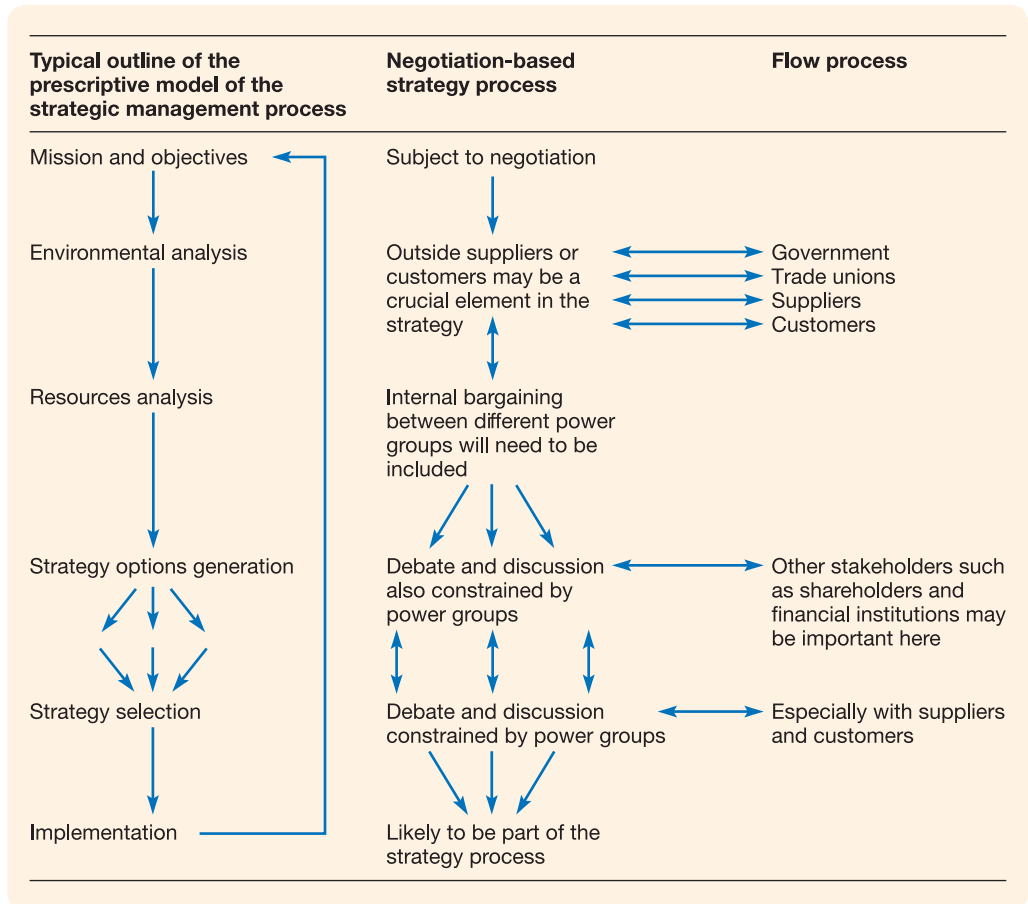 Typical outline of the
prescriptive model of the
strategic management process
Negotiation-based
strategy process
Flow process
Mission and objectives
Subject to negotiation
Environmental analysis
Outside suppliers or
customers may be a
crucial element in the
strategy
Government
Trade unions
Suppliers
Customers
Resources analysis
Internal bargaining
between different power
groups will need to be
included
Strategy options generation
Debate and discussion
also constrained by
power groups
Other stakeholders such
as shareholders and
financial institutions may
be important here
Strategy selection
Debate and discussion
constrained by power groups
Especially with suppliers
and customers
Implementation
Likely to be part of the
strategy process